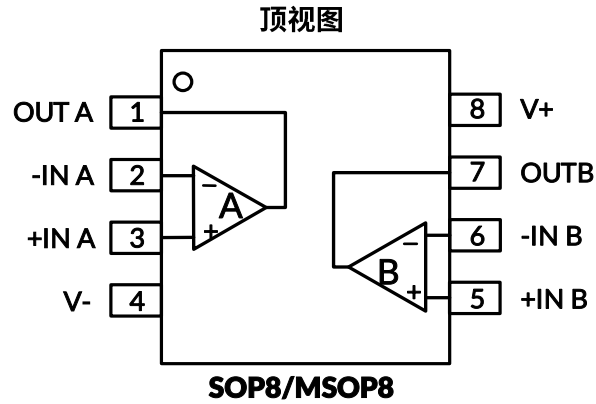 顶视图
OUT A 1 8 V+
-IN A 2 7 OUTB
+IN A 3 6 -IN B
V- 4 5 +IN B
− A +
− B +
SOP8/MSOP8